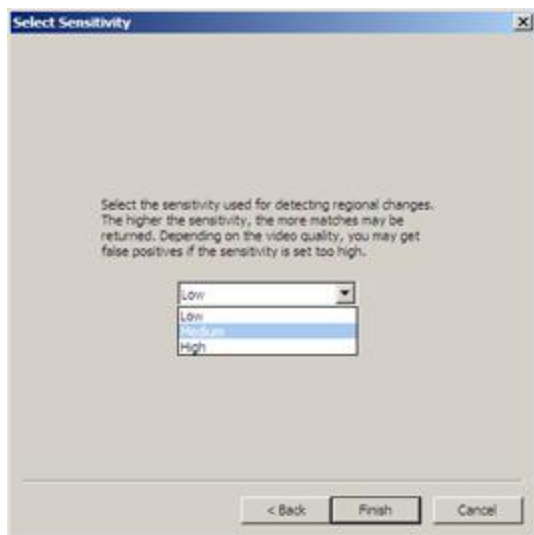 Select Sensitivity
Select the sensitivity used for detecting regional changes.
The higher the sensitivity, the more matches may be
returned. Depending on the video quality, you may get
false positives if the sensitivity is set too high.
Low
Low
Medium
High
< Back Finish Cancel